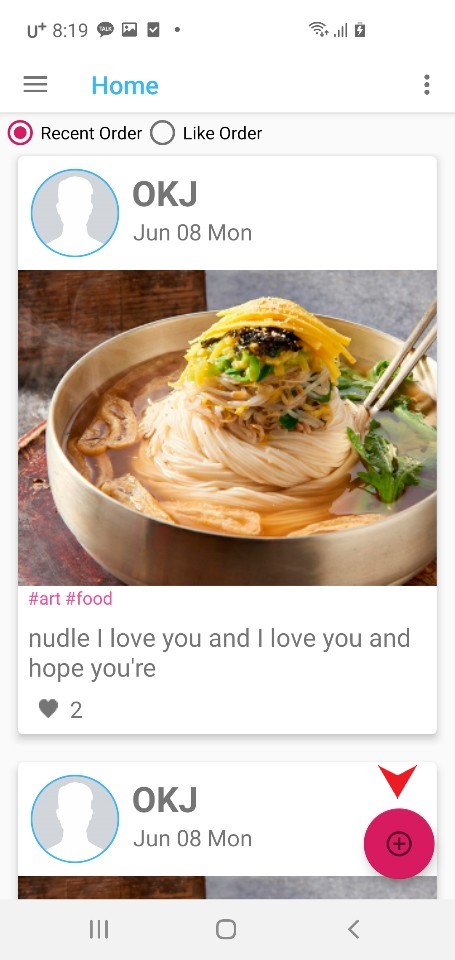 U+ 8:19 TALK
Home
Recent Order Like Order
OKJ
Jun 08 Mon
#art #food
nudle I love you and I love you and
hope you're
2
OKJ
Jun 08 Mon